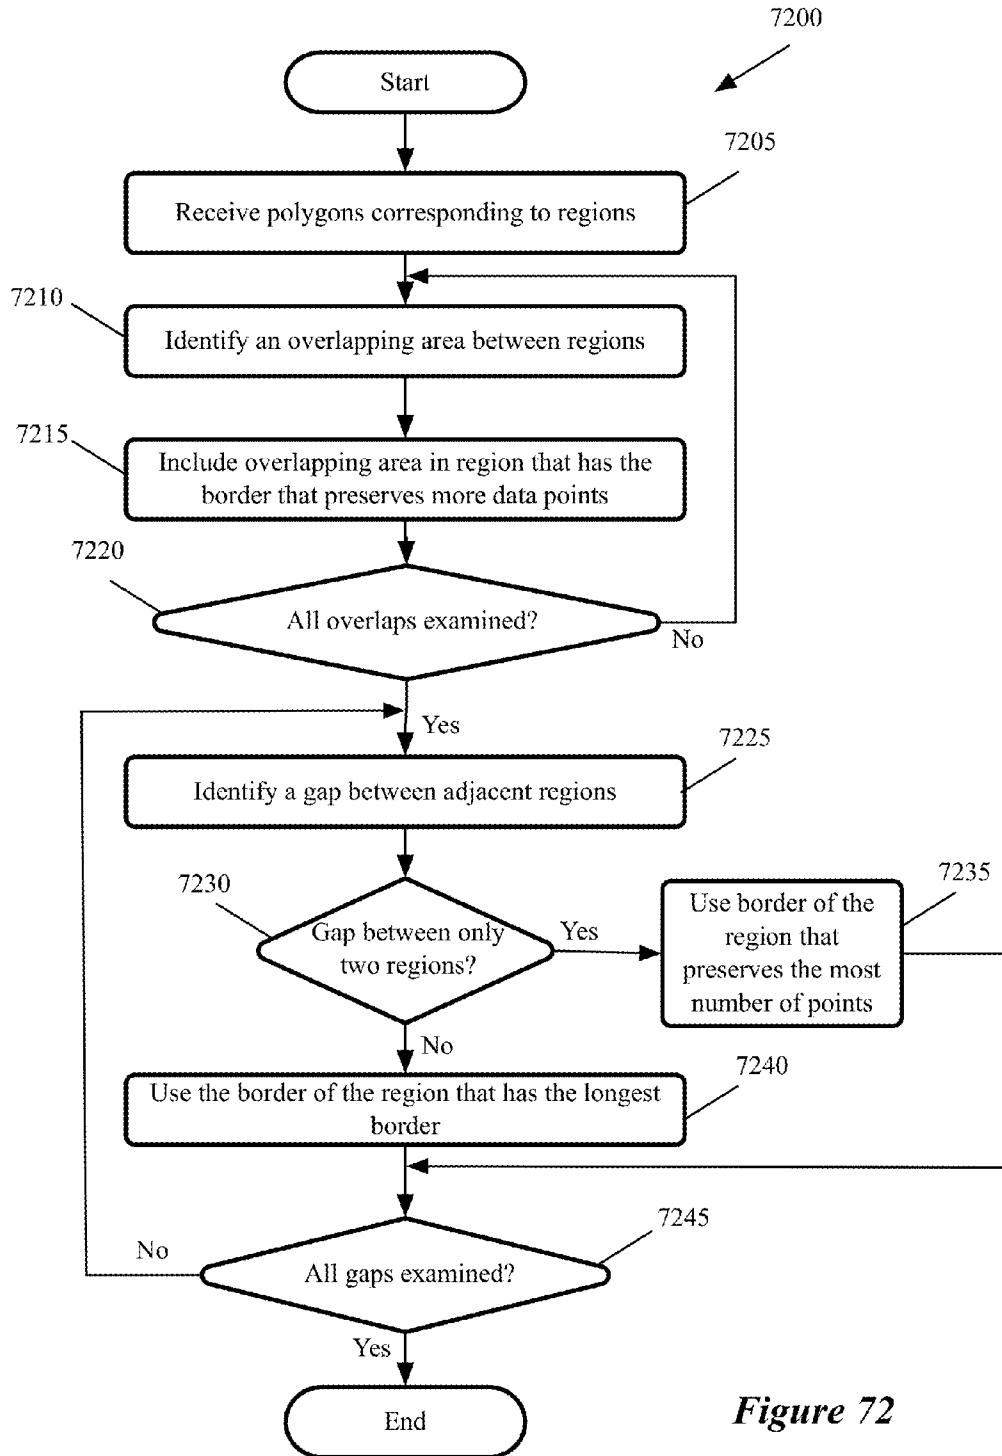 7200
Start
7205
Receive polygons corresponding to regions
7210
Identify an overlapping area between regions
7215
Include overlapping area in region that has the
border that preserves more data points
7220
All overlaps examined?
No
Yes
7225
Identify a gap between adjacent regions
7230
Gap between only
two regions?
Yes
7235
Use border of the
region that
preserves the most
number of points
No
7240
Use the border of the region that has the longest
border
7245
No
All gaps examined?
Yes
End
Figure 72